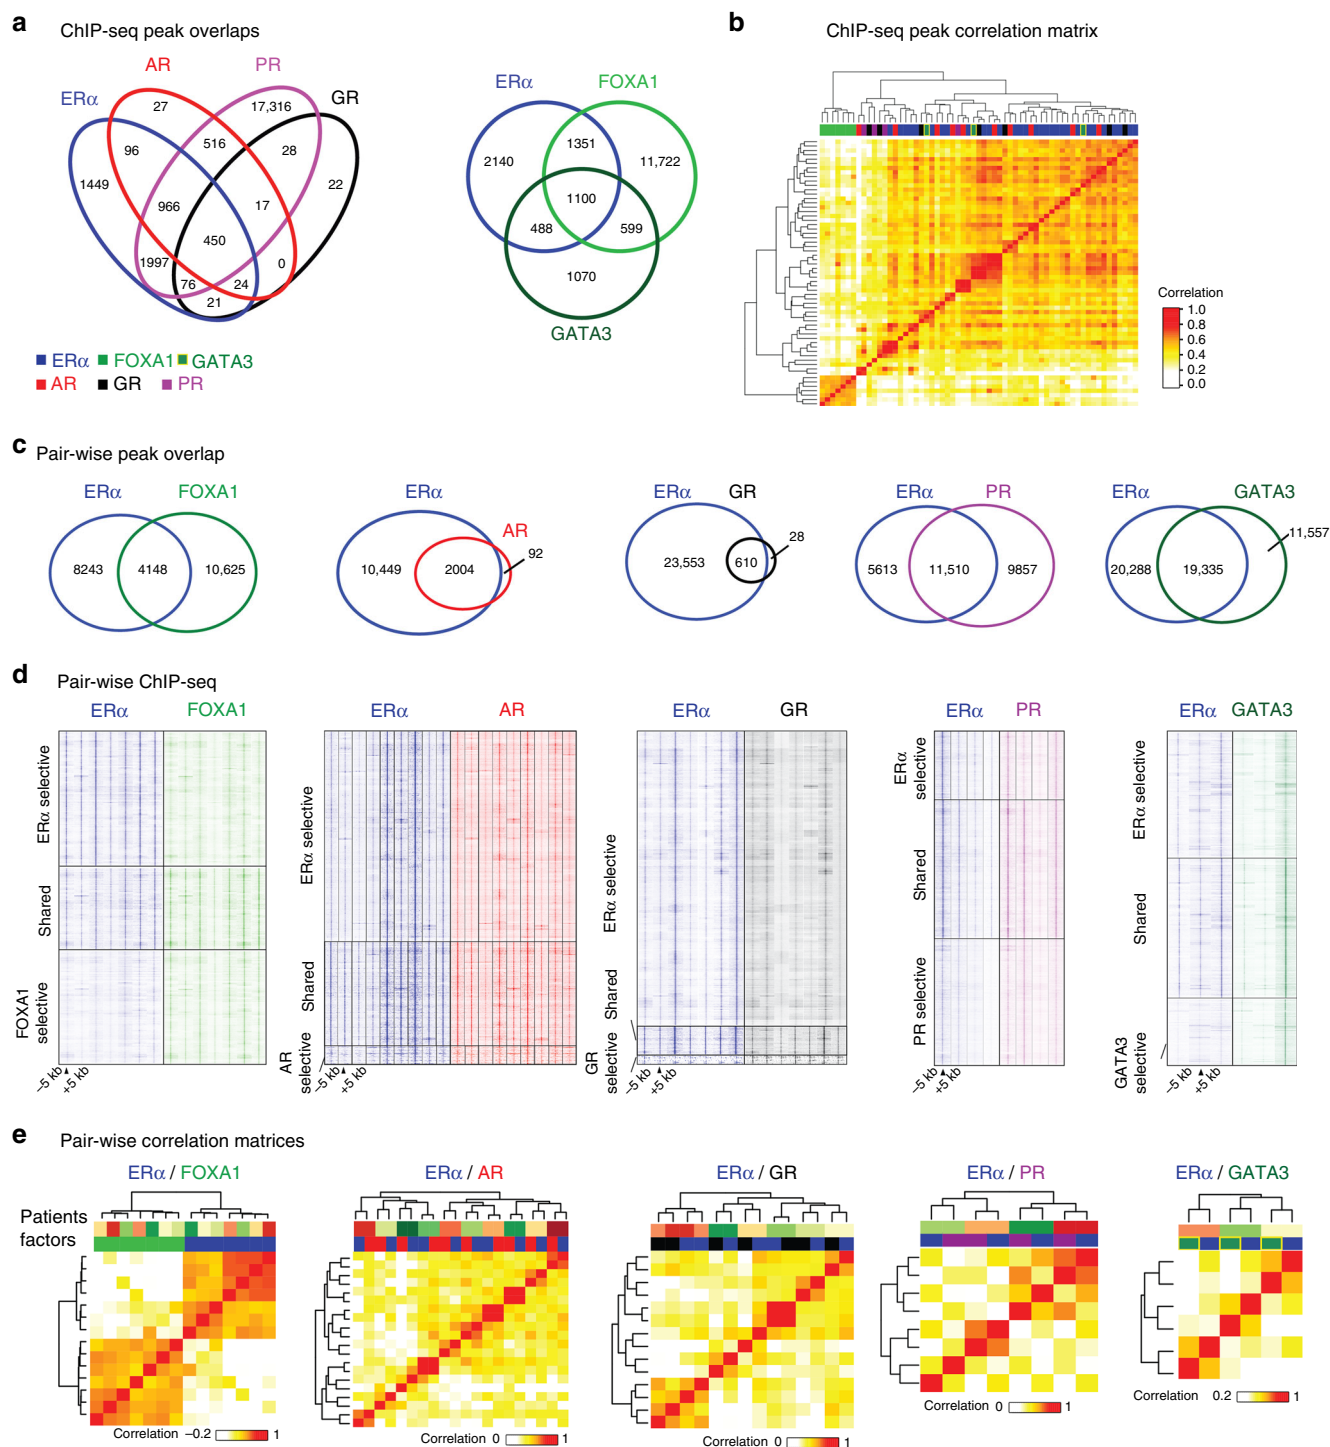 a
ChIP-seq peak overlaps
AR
PR
ERα
GR
27
17,316
96
516
28
1449
22
966
17
450
1997
0
76
24
21
ERα
FOXA1
1351
2140
11,722
1100
488
599
1070
GATA3
ERα FOXA1 GATA3
AR GR PR
b
ChIP-seq peak correlation matrix
Correlation
1.0
0.8
0.6
0.4
0.2
0.0
c
Pair-wise peak overlap
ERα
FOXA1
8243
4148
10,625
ERα
AR
10,449
2004
92
ERα
GR
23,553
610
28
ERα
PR
5613
11,510
9857
ERα
GATA3
20,288
19,335
11,557
d
Pair-wise ChIP-seq
ERα
FOXA1
ERα selective
Shared
FOXA1 selective
–5 kb
+5 kb
ERα
AR
ERα selective
Shared
AR selective
–5 kb
+5 kb
ERα
GR
ERα selective
Shared
GR selective
–5 kb
+5 kb
ERα
PR
ERα selective
Shared
PR selective
–5 kb
+5 kb
ERα
GATA3
ERα selective
Shared
GATA3 selective
–5 kb
+5 kb
e
Pair-wise correlation matrices
ERα / FOXA1
ERα / AR
ERα / GR
ERα / PR
ERα / GATA3
Patients
factors
Correlation –0.2 1
Correlation 0 1
Correlation 0 1
Correlation 0 1
Correlation 0.2 1